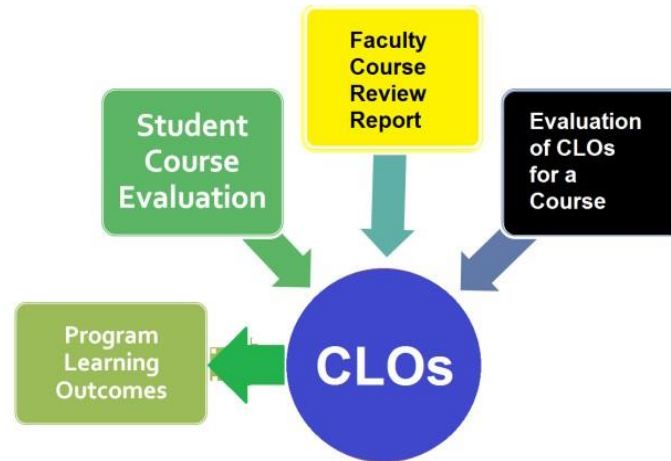 Faculty
Course
Review
Report
Student
Course
Evaluation
Evaluation
of CLOs
for a
Course
Program
Learning
Outcomes
CLOs